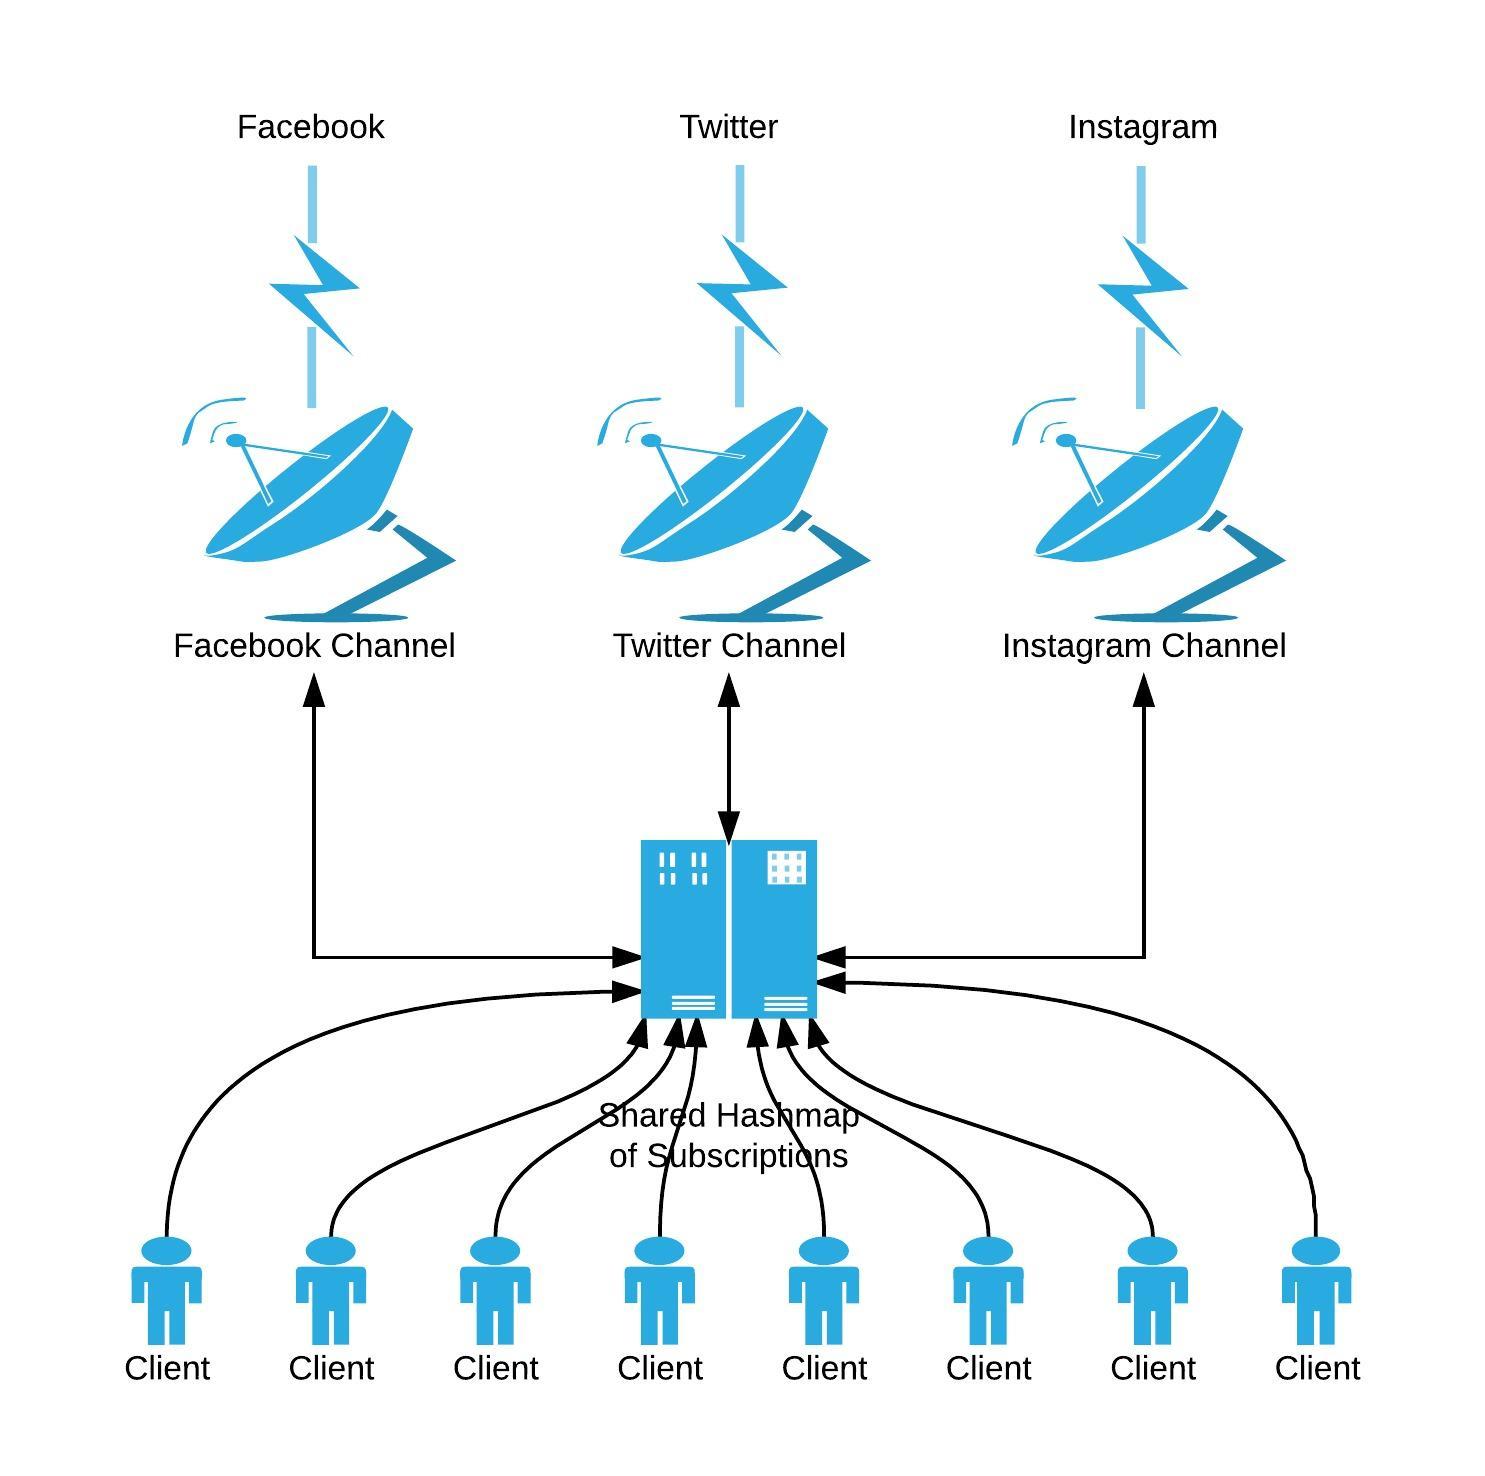 Facebook
Twitter
Instagram
Facebook Channel
Twitter Channel
Instagram Channel
Shared Hashmap
of Subscriptions
Client
Client
Client
Client
Client
Client
Client
Client